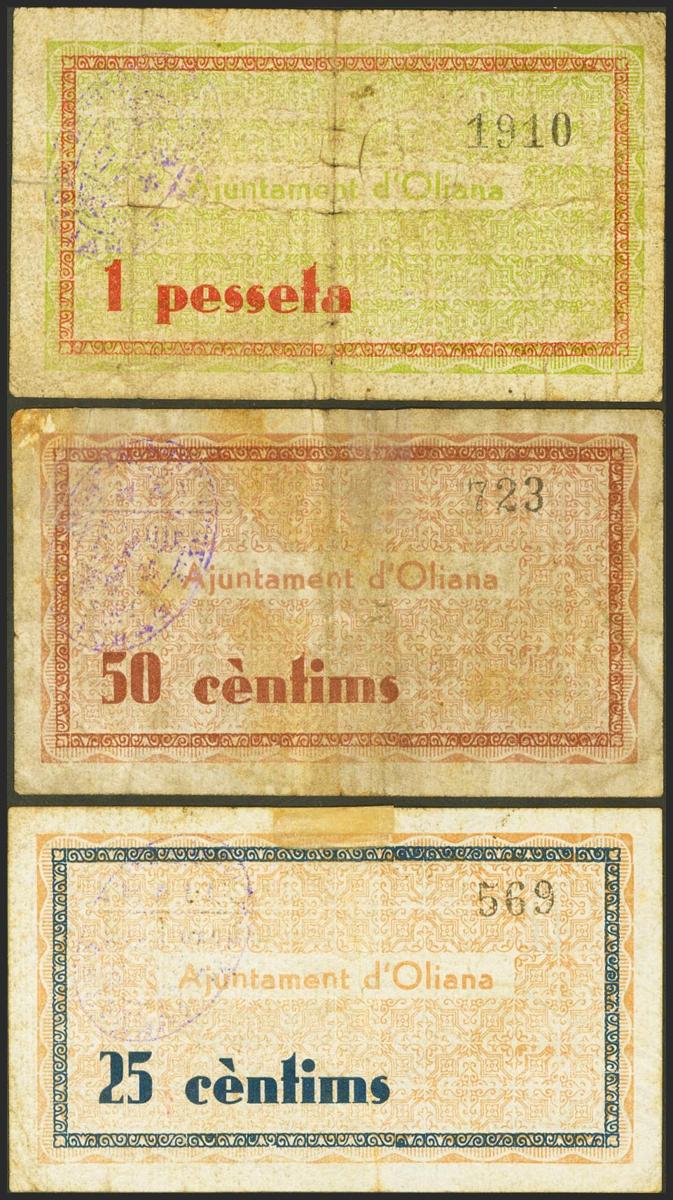 1910
Ajuntament d'Oliana
1 pesseta
723
Ajuntament d'Oliana
50 cèntims
569
Ajuntament d'Oliana
25 cèntims